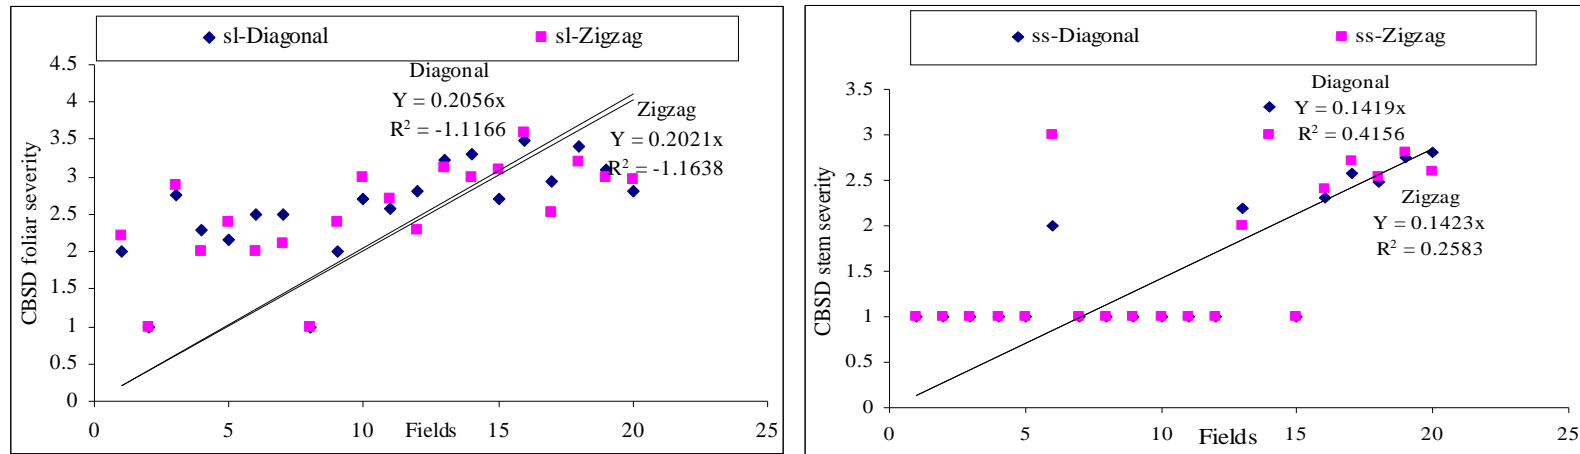 sl-Diagonal
sl-Zigzag
CBSD foliar severity
4.5
4
3.5
3
2.5
2
1.5
1
0.5
0
Diagonal
Y = 0.2056x
R² = -1.1166
Zigzag
Y = 0.2021x
R² = -1.1638
0
5
10
15
20
25
Fields
ss-Diagonal
ss-Zigzag
CBSD stem severity
3.5
3
2.5
2
1.5
1
0.5
0
Diagonal
Y = 0.1419x
R² = 0.4156
Zigzag
Y = 0.1423x
R² = 0.2583
0
5
10
15
20
25
Fields